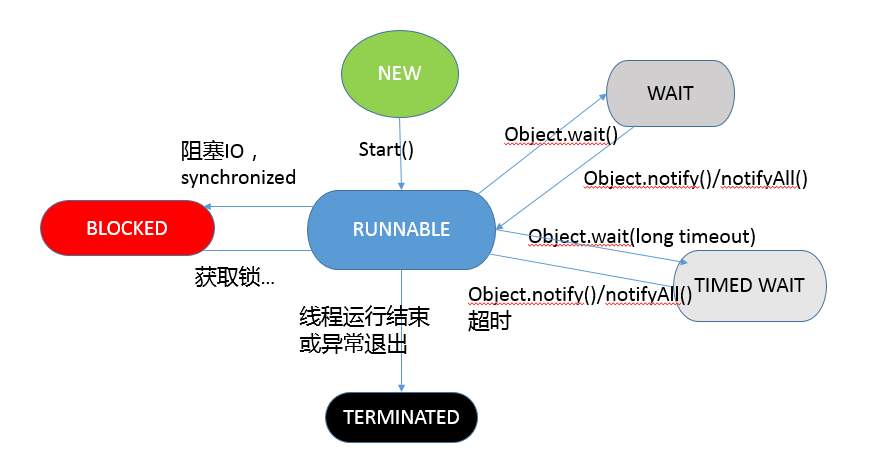 NEW
WAIT
Object.wait()
阻塞IO，
synchronized
Start()
Object.notify()/notifyAll()
BLOCKED
RUNNABLE
Object.wait(long timeout)
获取锁...
TIMED WAIT
Object.notify()/notifyAll()
超时
线程运行结束
或异常退出
TERMINATED